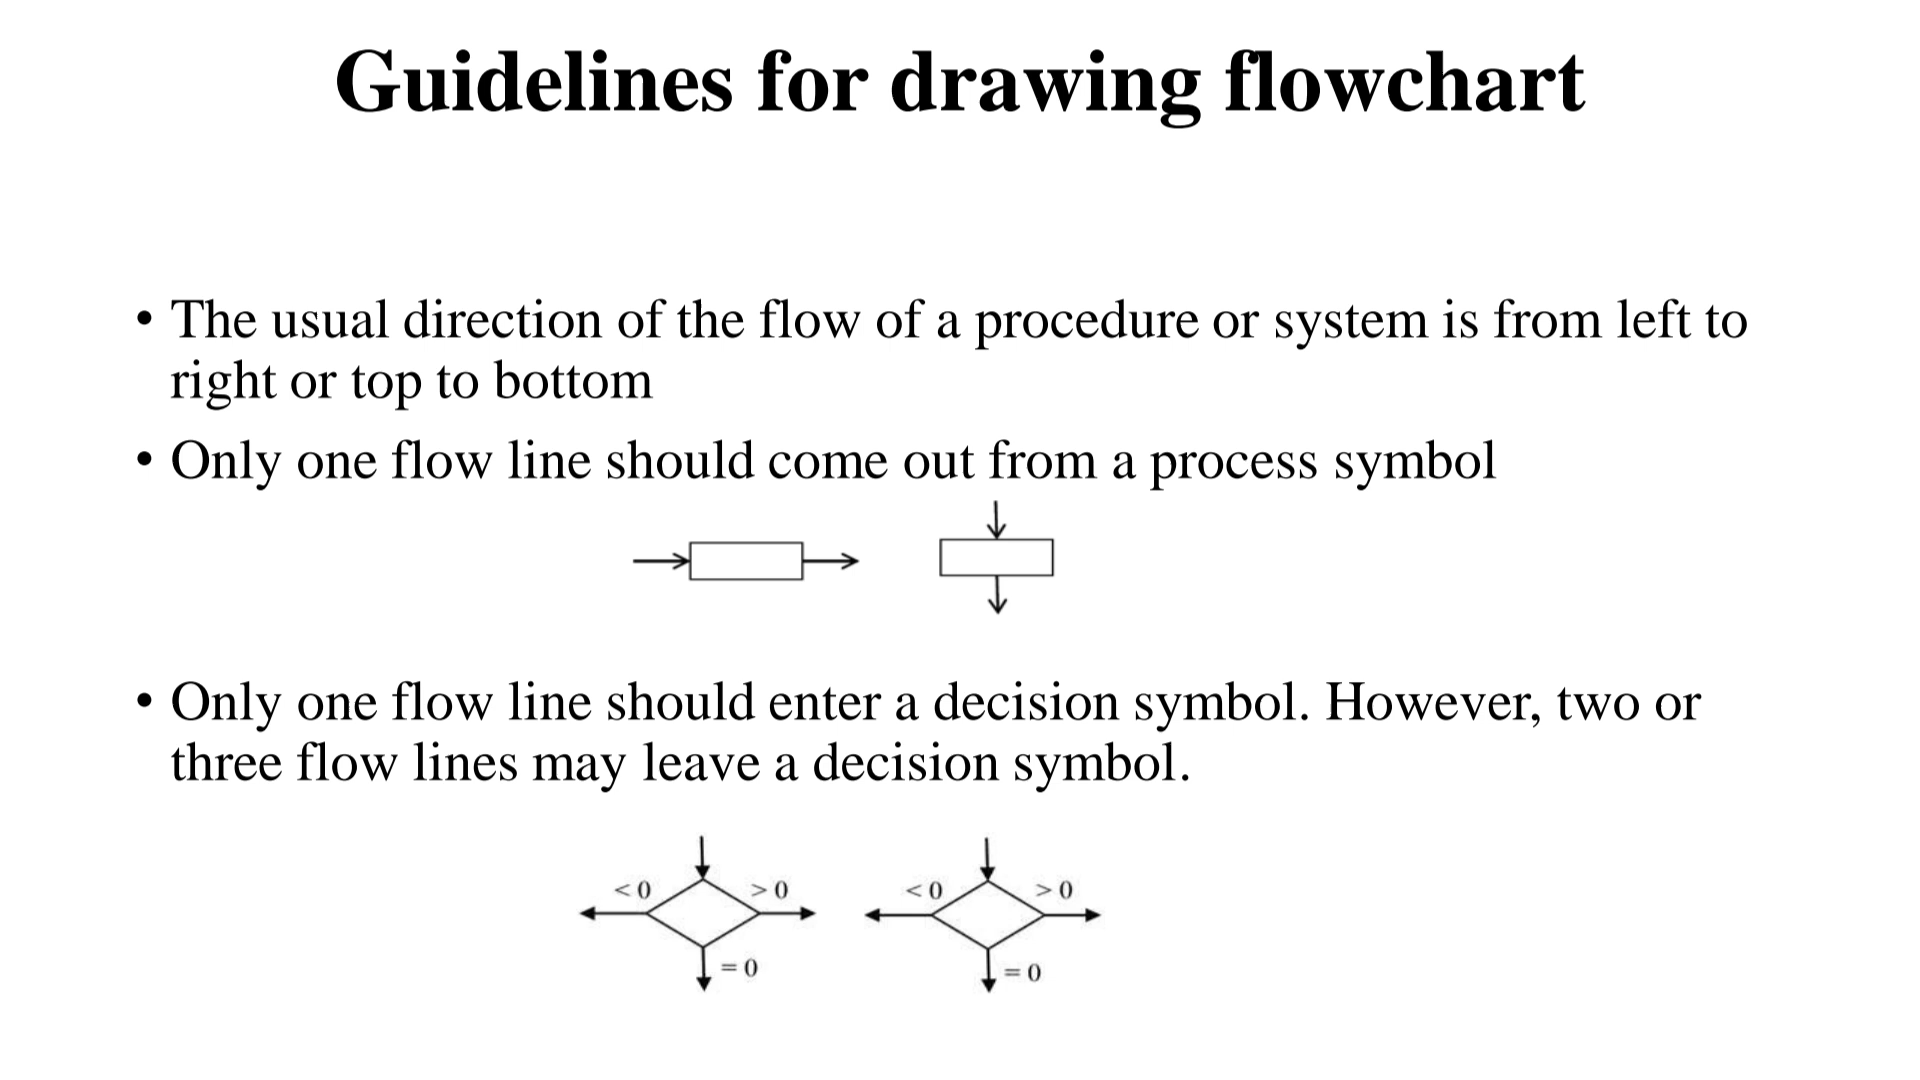 Guidelines for drawing flowchart
• The usual direction of the flow of a procedure or system is from left to
right or top to bottom
• Only one flow line should come out from a process symbol
• Only one flow line should enter a decision symbol. However, two or
three flow lines may leave a decision symbol.
< 0 > 0 < 0 > 0
= 0 = 0